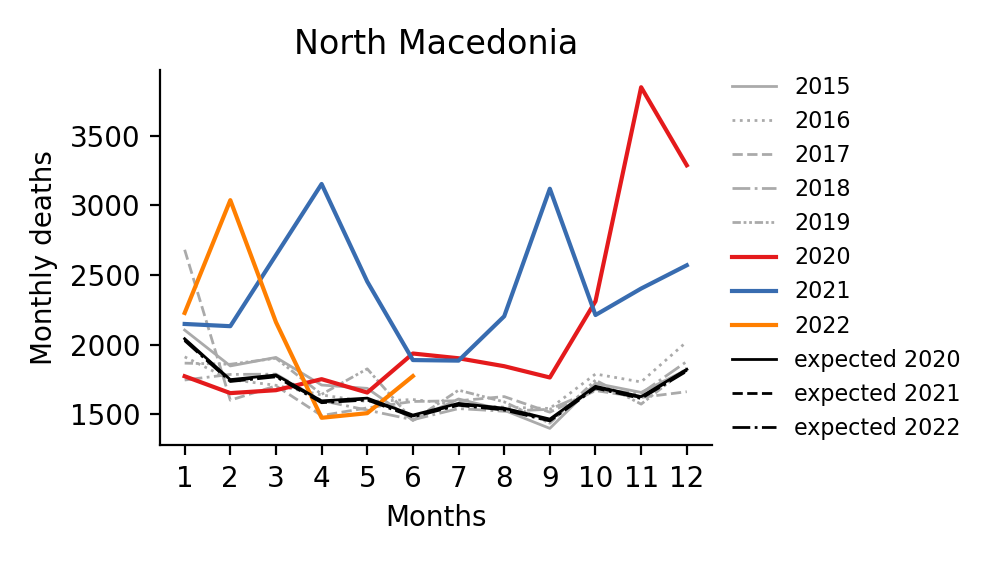 North Macedonia
Monthly deaths
3500
3000
2500
2000
1500
1 2 3 4 5 6 7 8 9 10 11 12
Months
2015
2016
2017
2018
2019
2020
2021
2022
expected 2020
expected 2021
expected 2022